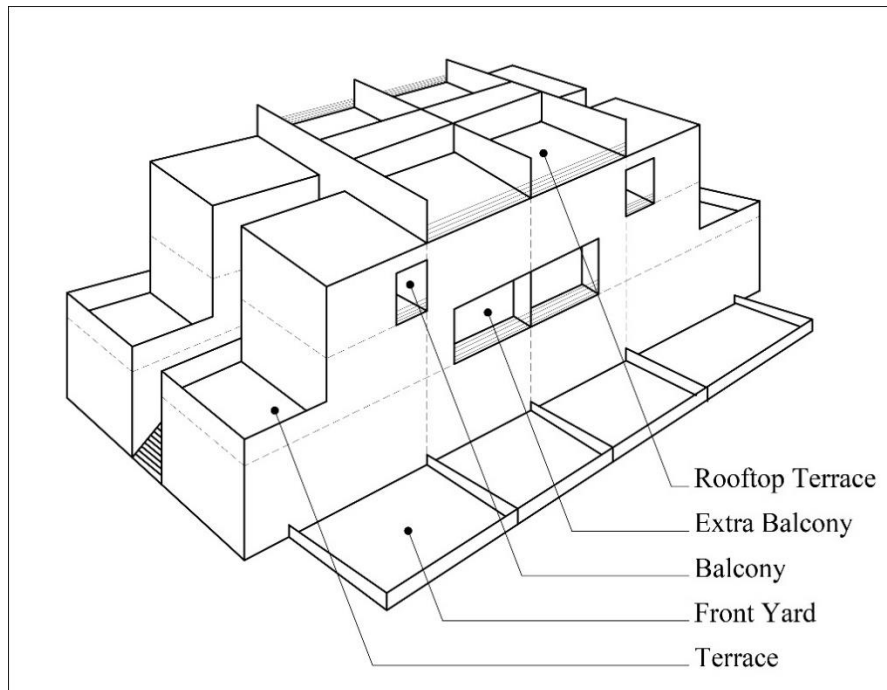 Rooftop Terrace
Extra Balcony
Balcony
Front Yard
Terrace